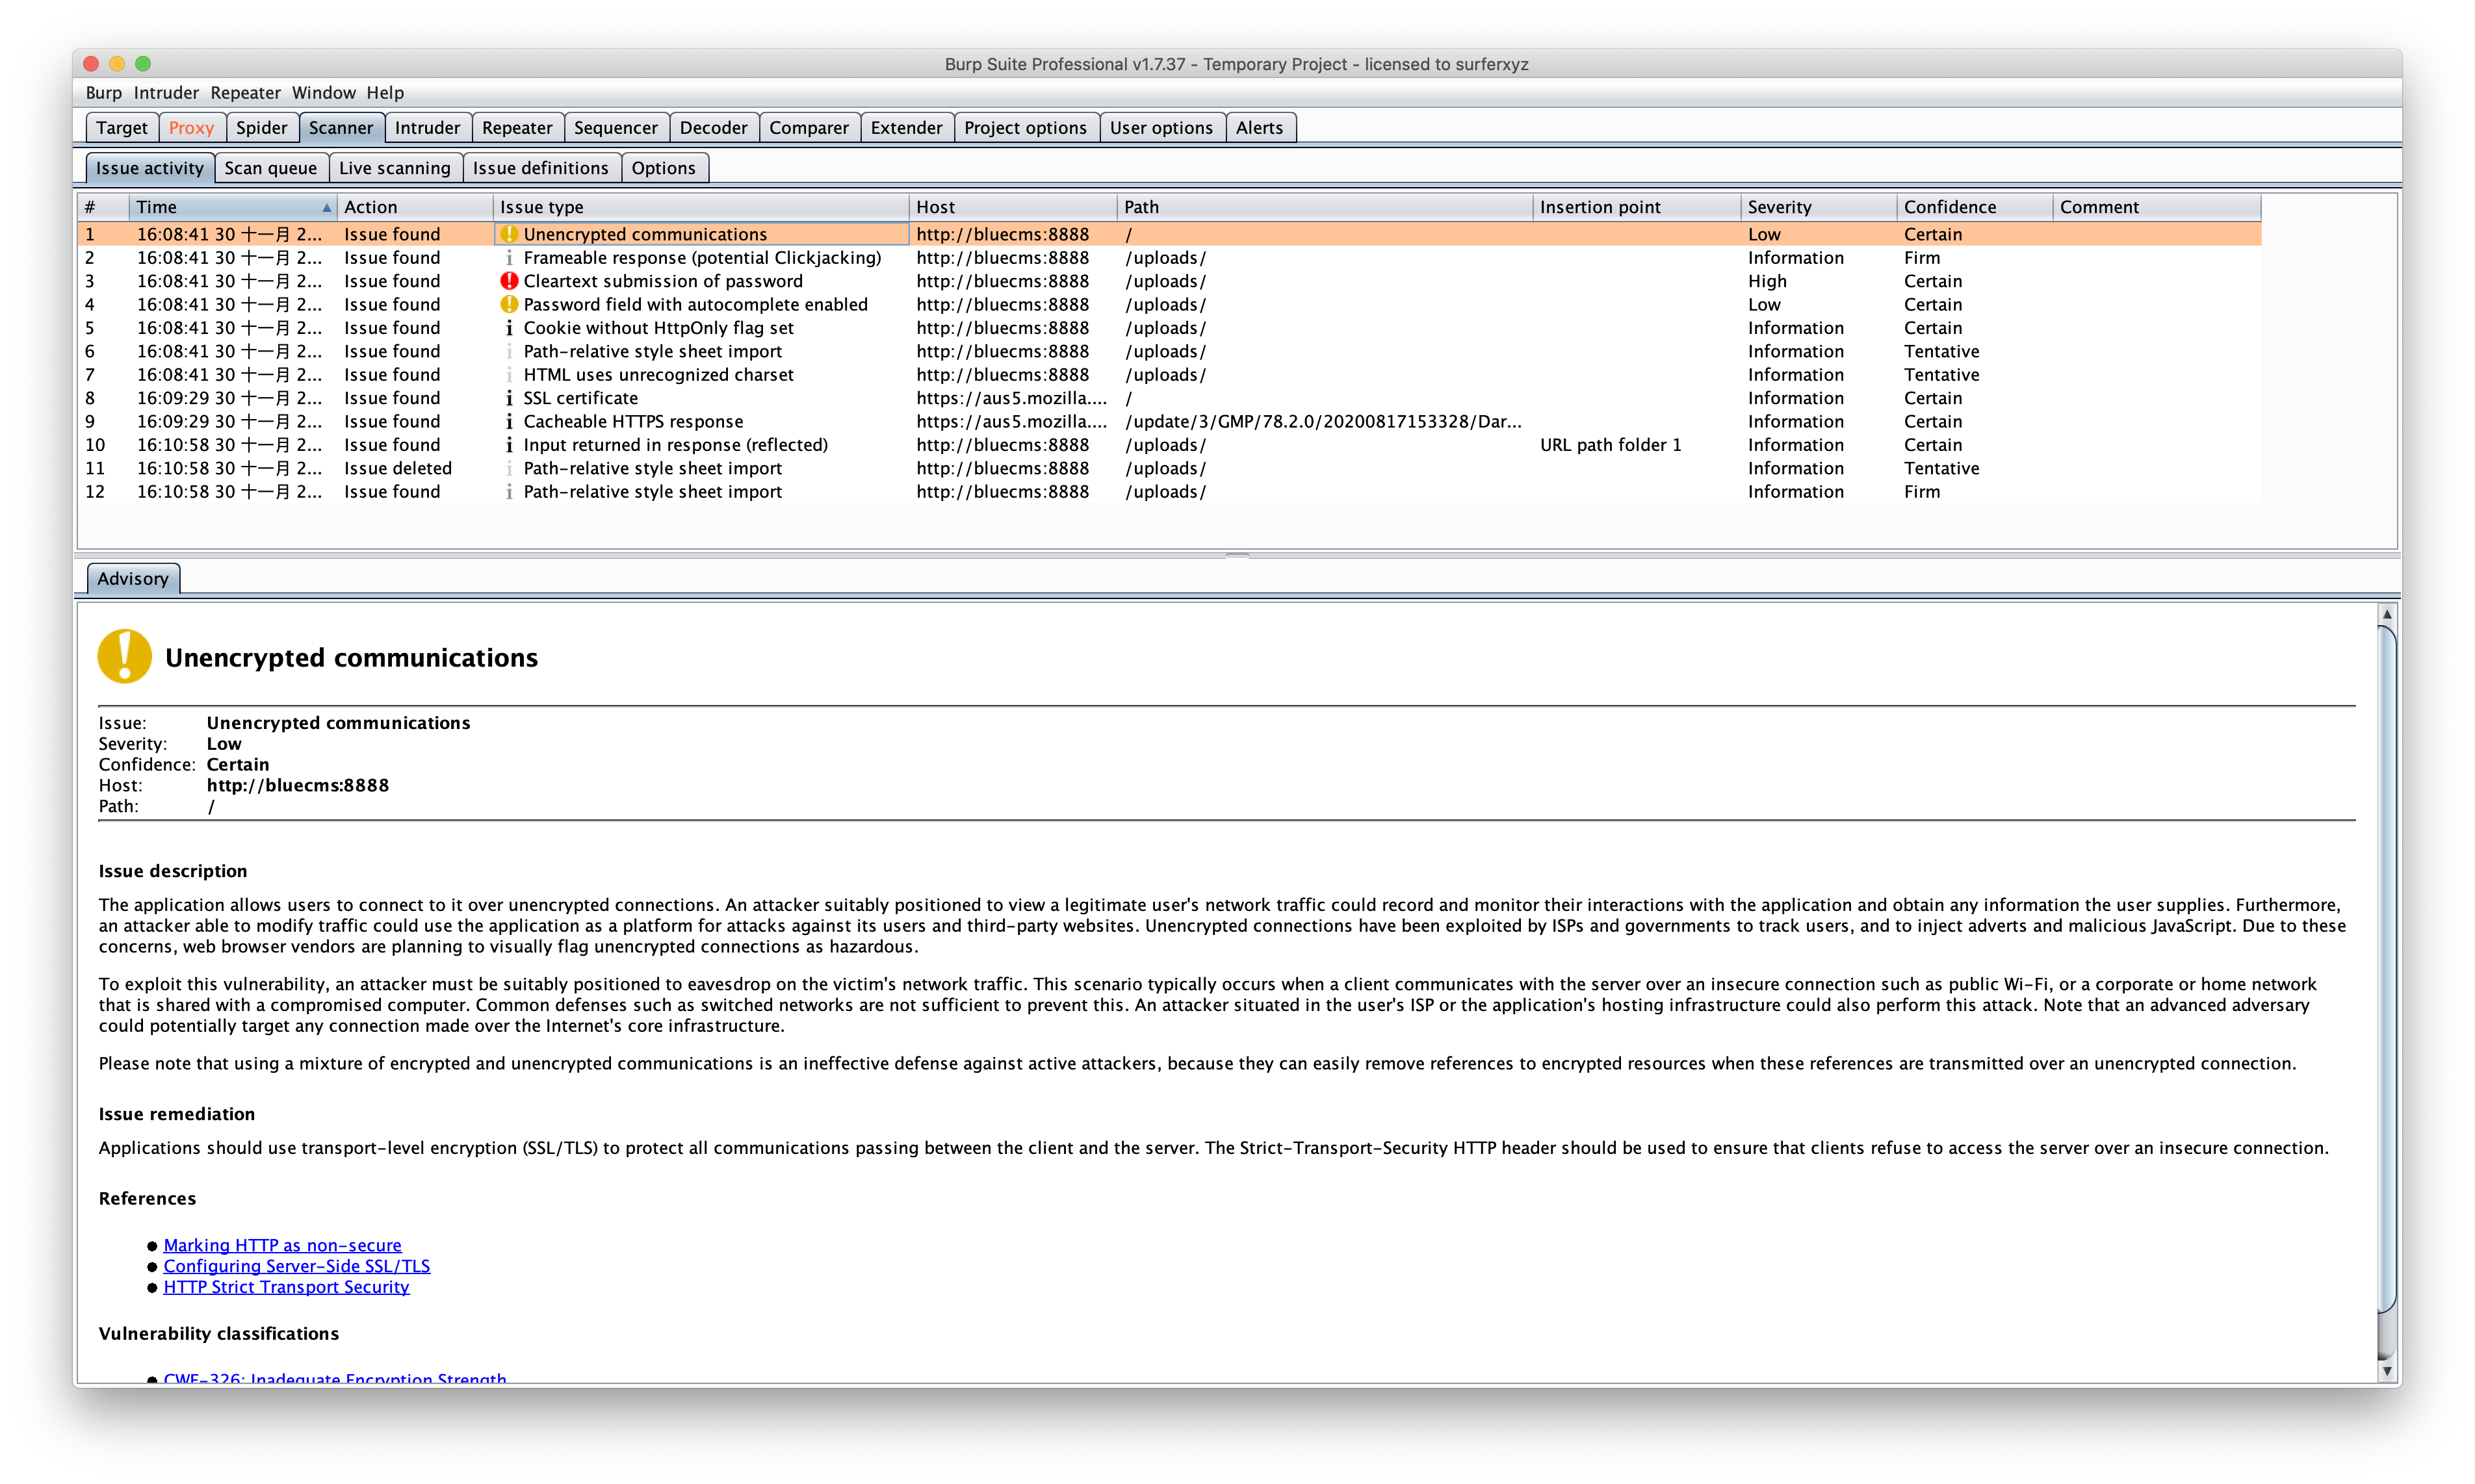 Burp Suite Professional v1.7.37 - Temporary Project - licensed to surferxyz
Burp Intruder Repeater Window Help
Target Proxy Spider Scanner Intruder Repeater Sequencer Decoder Comparer Extender Project options User options Alerts
Issue activity Scan queue Live scanning Issue definitions Options
# Time Action Issue type Host Path Insertion point Severity Confidence Comment
1 16:08:41 30 十一月 2... Issue found Unencrypted communications http://bluecms:8888 / Low Certain
2 16:08:41 30 十一月 2... Issue found Frameable response (potential Clickjacking) http://bluecms:8888 /uploads/ Information Firm
3 16:08:41 30 十一月 2... Issue found Cleartext submission of password http://bluecms:8888 /uploads/ High Certain
4 16:08:41 30 十一月 2... Issue found Password field with autocomplete enabled http://bluecms:8888 /uploads/ Low Certain
5 16:08:41 30 十一月 2... Issue found Cookie without HttpOnly flag set http://bluecms:8888 /uploads/ Information Certain
6 16:08:41 30 十一月 2... Issue found Path-relative style sheet import http://bluecms:8888 /uploads/ Information Tentative
7 16:08:41 30 十一月 2... Issue found HTML uses unrecognized charset http://bluecms:8888 /uploads/ Information Tentative
8 16:09:29 30 十一月 2... Issue found SSL certificate https://aus5.mozilla.... / Information Certain
9 16:09:29 30 十一月 2... Issue found Cacheable HTTPS response https://aus5.mozilla.... /update/3/GMP/78.2.0/20200817153328/Dar... Information Certain
10 16:10:58 30 十一月 2... Issue found Input returned in response (reflected) http://bluecms:8888 /uploads/ URL path folder 1 Information Certain
11 16:10:58 30 十一月 2... Issue deleted Path-relative style sheet import http://bluecms:8888 /uploads/ Information Tentative
12 16:10:58 30 十一月 2... Issue found Path-relative style sheet import http://bluecms:8888 /uploads/ Information Firm
Advisory
Unencrypted communications
Issue: Unencrypted communications
Severity: Low
Confidence: Certain
Host: http://bluecms:8888
Path: /
Issue description
The application allows users to connect to it over unencrypted connections. An attacker suitably positioned to view a legitimate user's network traffic could record and monitor their interactions with the application and obtain any information the user supplies. Furthermore,
an attacker able to modify traffic could use the application as a platform for attacks against its users and third-party websites. Unencrypted connections have been exploited by ISPs and governments to track users, and to inject adverts and malicious JavaScript. Due to these
concerns, web browser vendors are planning to visually flag unencrypted connections as hazardous.
To exploit this vulnerability, an attacker must be suitably positioned to eavesdrop on the victim's network traffic. This scenario typically occurs when a client communicates with the server over an insecure connection such as public Wi-Fi, or a corporate or home network
that is shared with a compromised computer. Common defenses such as switched networks are not sufficient to prevent this. An attacker situated in the user's ISP or the application's hosting infrastructure could also perform this attack. Note that an advanced adversary
could potentially target any connection made over the Internet's core infrastructure.
Please note that using a mixture of encrypted and unencrypted communications is an ineffective defense against active attackers, because they can easily remove references to encrypted resources when these references are transmitted over an unencrypted connection.
Issue remediation
Applications should use transport-level encryption (SSL/TLS) to protect all communications passing between the client and the server. The Strict-Transport-Security HTTP header should be used to ensure that clients refuse to access the server over an insecure connection.
References
● Marking HTTP as non-secure
● Configuring Server-Side SSL/TLS
● HTTP Strict Transport Security
Vulnerability classifications
● CWE-326: Inadequate Encryption Strength